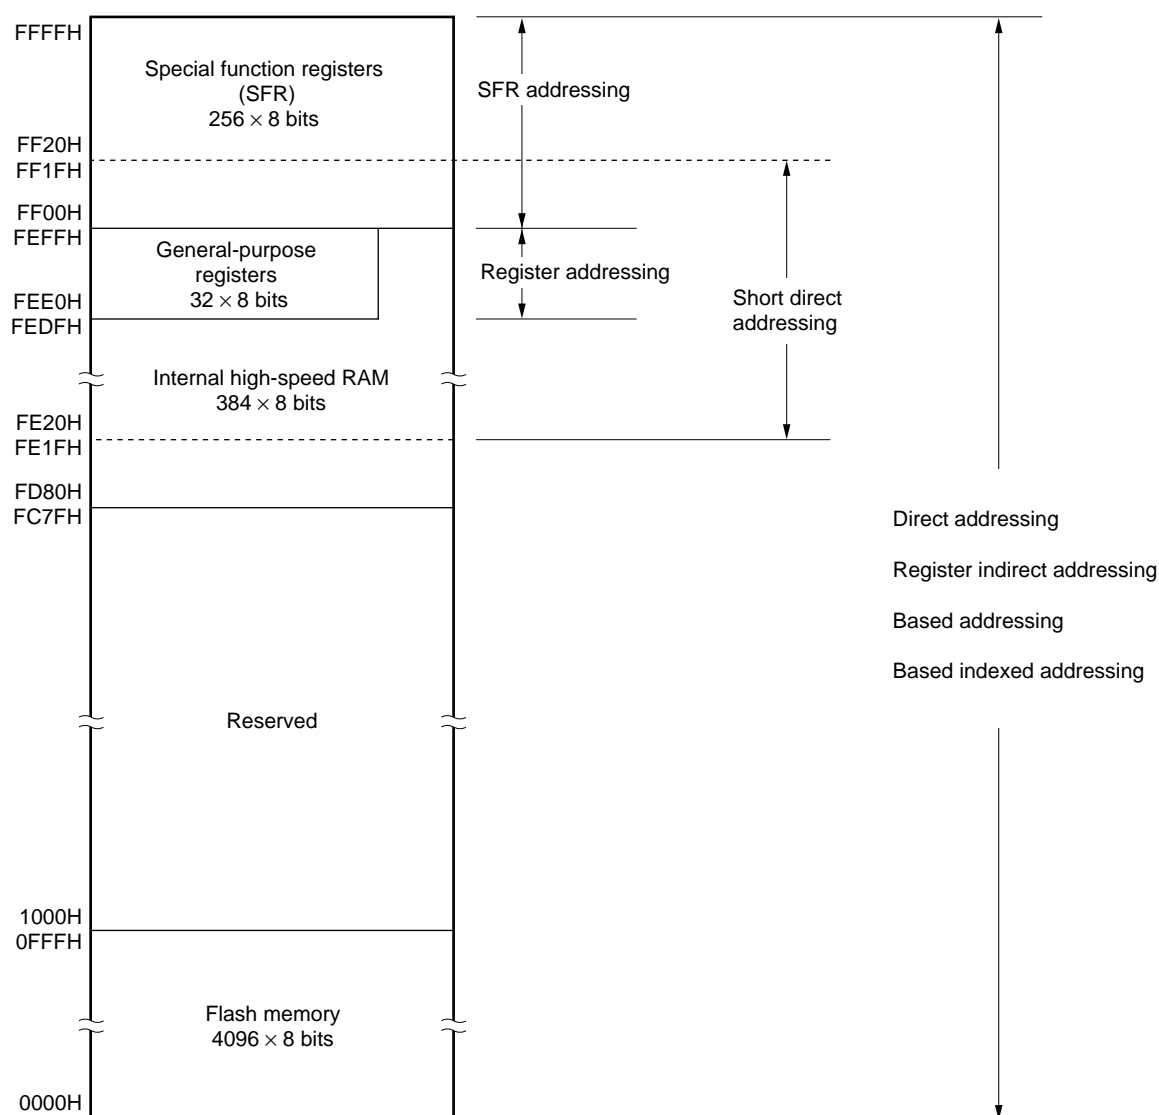 FFFFH
Special function registers
(SFR)
256 × 8 bits
SFR addressing
FF20H
FF1FH
FF00H
FEFFH
General-purpose
registers
32 × 8 bits
Register addressing
FEE0H
FEDFH
Short direct
addressing
Internal high-speed RAM
384 × 8 bits
FE20H
FE1FH
FD80H
FC7FH
Direct addressing
Register indirect addressing
Based addressing
Based indexed addressing
Reserved
1000H
0FFFH
Flash memory
4096 × 8 bits
0000H